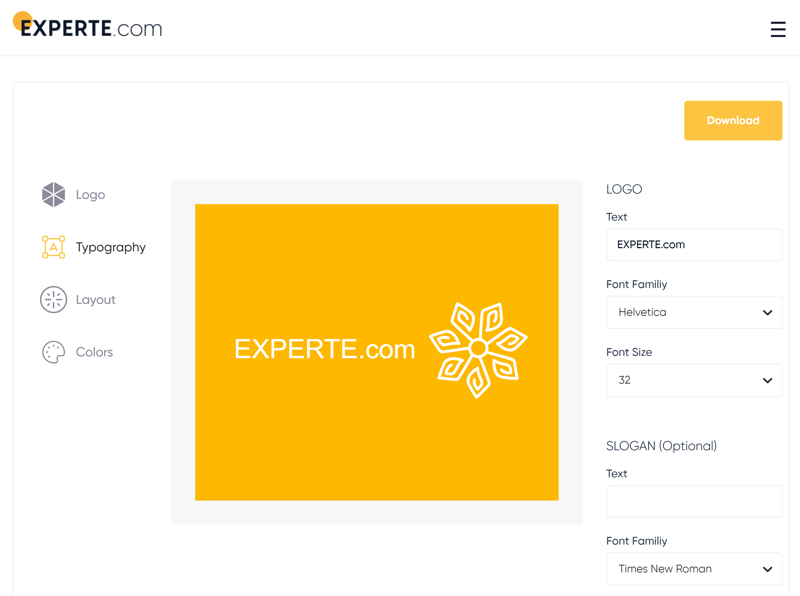 EXPERTE.com
Download
Logo
Typography
Layout
Colors
EXPERTE.com
LOGO
Text
EXPERTE.com
Font Familiy
Helvetica
Font Size
32
SLOGAN (Optional)
Text
Font Familiy
Times New Roman